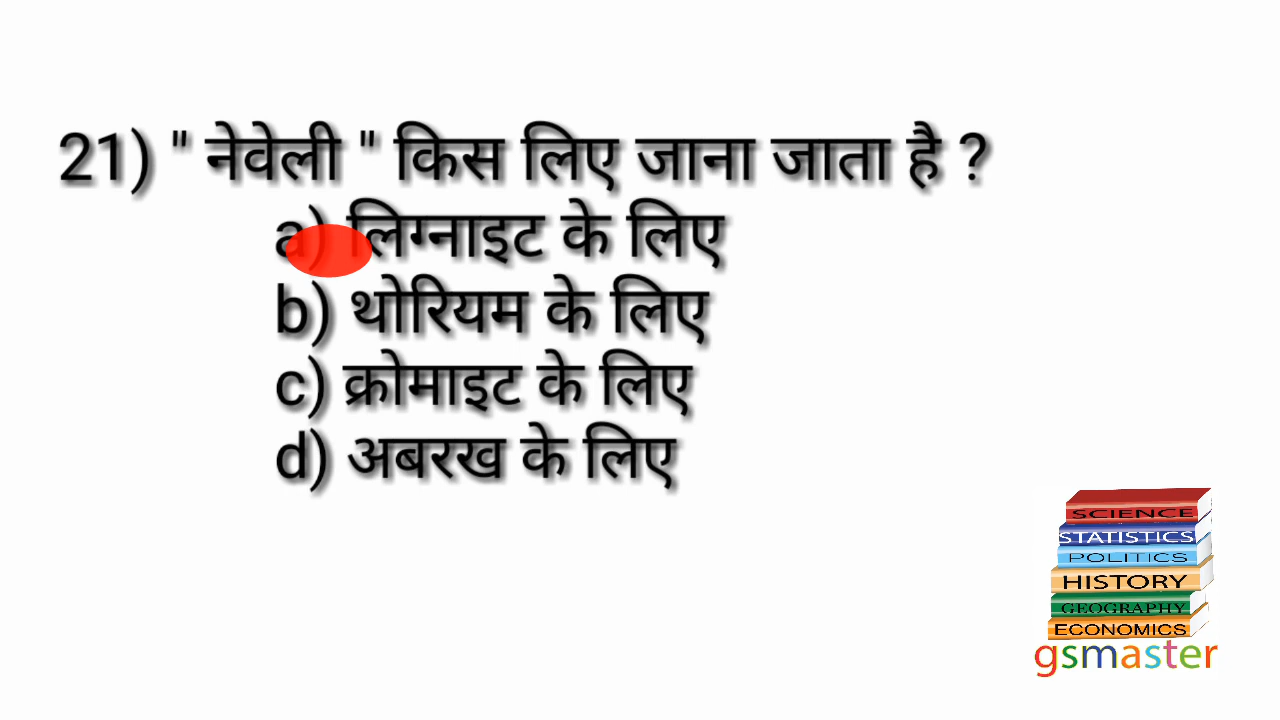 21) " नेवेली " किस लिए जाना जाता है ?
a) लिग्नाइट के लिए
b) थोरियम के लिए
c) क्रोमाइट के लिए
d) अबरख के लिए
SCIENCE
STATISTICS
POLITICS
HISTORY
GEOGRAPHY
ECONOMICS
gsmaster